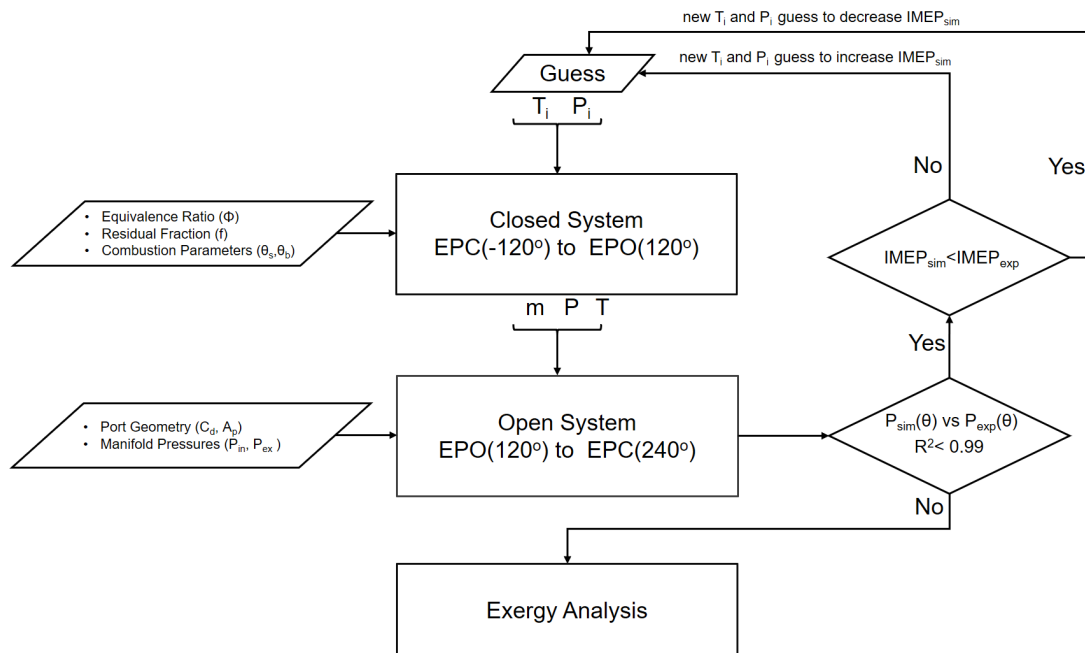 new Tᵢ and Pᵢ guess to decrease IMEPₛᵢₘ
new Tᵢ and Pᵢ guess to increase IMEPₛᵢₘ
Guess
Tᵢ Pᵢ
No
Yes
• Equivalence Ratio (Φ)
• Residual Fraction (f)
• Combustion Parameters (θₛ,θ_b)
Closed System
EPC(-120º) to EPO(120º)
IMEPₛᵢₘ<IMEPₑₓₚ
m P T
Yes
• Port Geometry (C_d, Aₚ)
• Manifold Pressures (Pᵢₙ, Pₑₓ )
Open System
EPO(120º) to EPC(240º)
Pₛᵢₘ(θ) vs Pₑₓₚ(θ)
R²< 0.99
No
Exergy Analysis